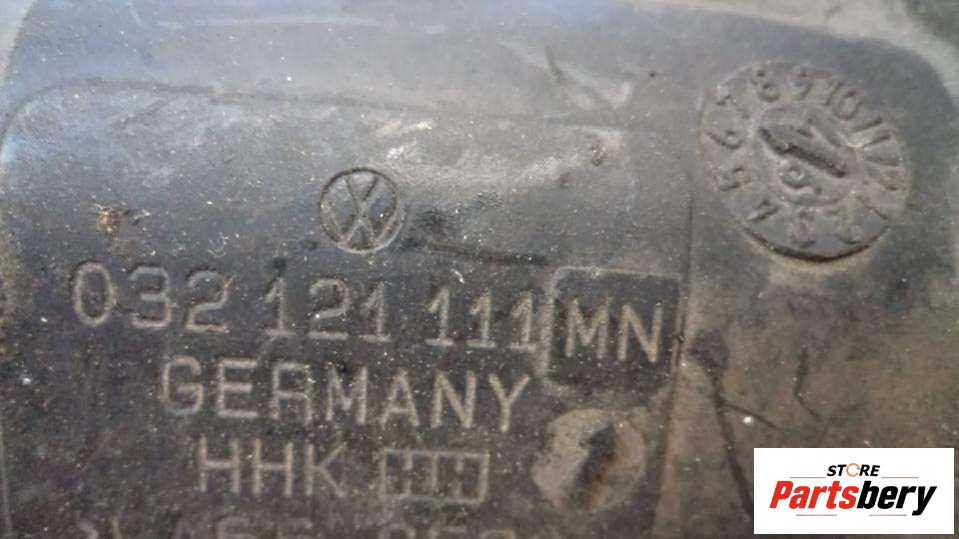 032 121 111 MN
GERMANY
HHK
STORE
Partsbery